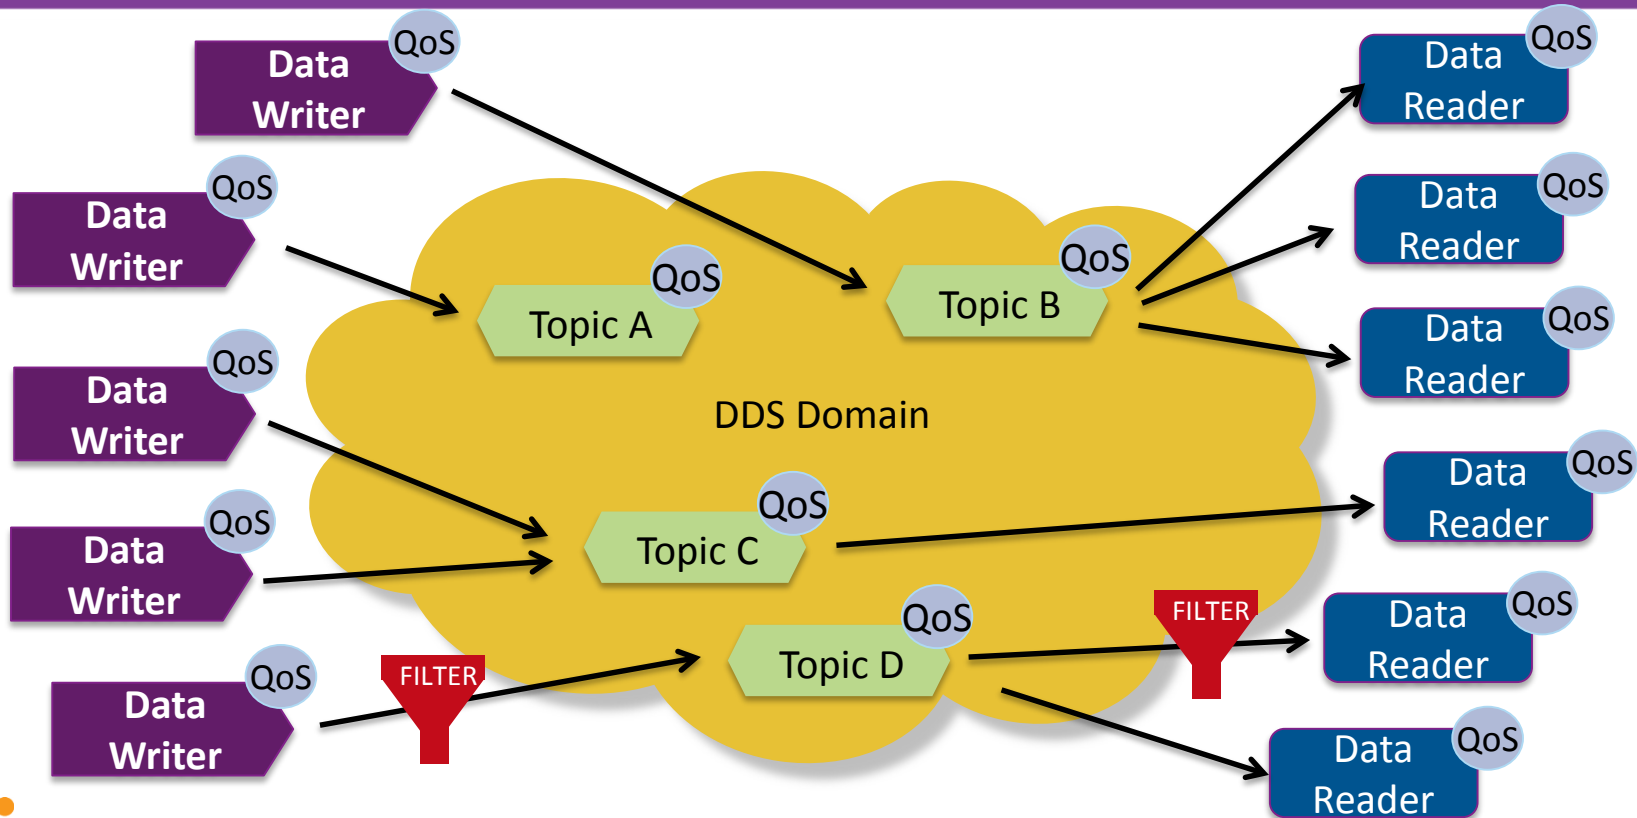 QoS
Data
Writer
QoS
Data
Reader
QoS
Data
Writer
QoS
Data
Reader
QoS
Topic A
QoS
Topic B
QoS
Data
Reader
QoS
Data
Writer
DDS Domain
QoS
Data
Reader
QoS
Data
Writer
QoS
Topic C
QoS
Topic D
FILTER
QoS
Data
Reader
QoS
Data
Writer
FILTER
QoS
Data
Reader